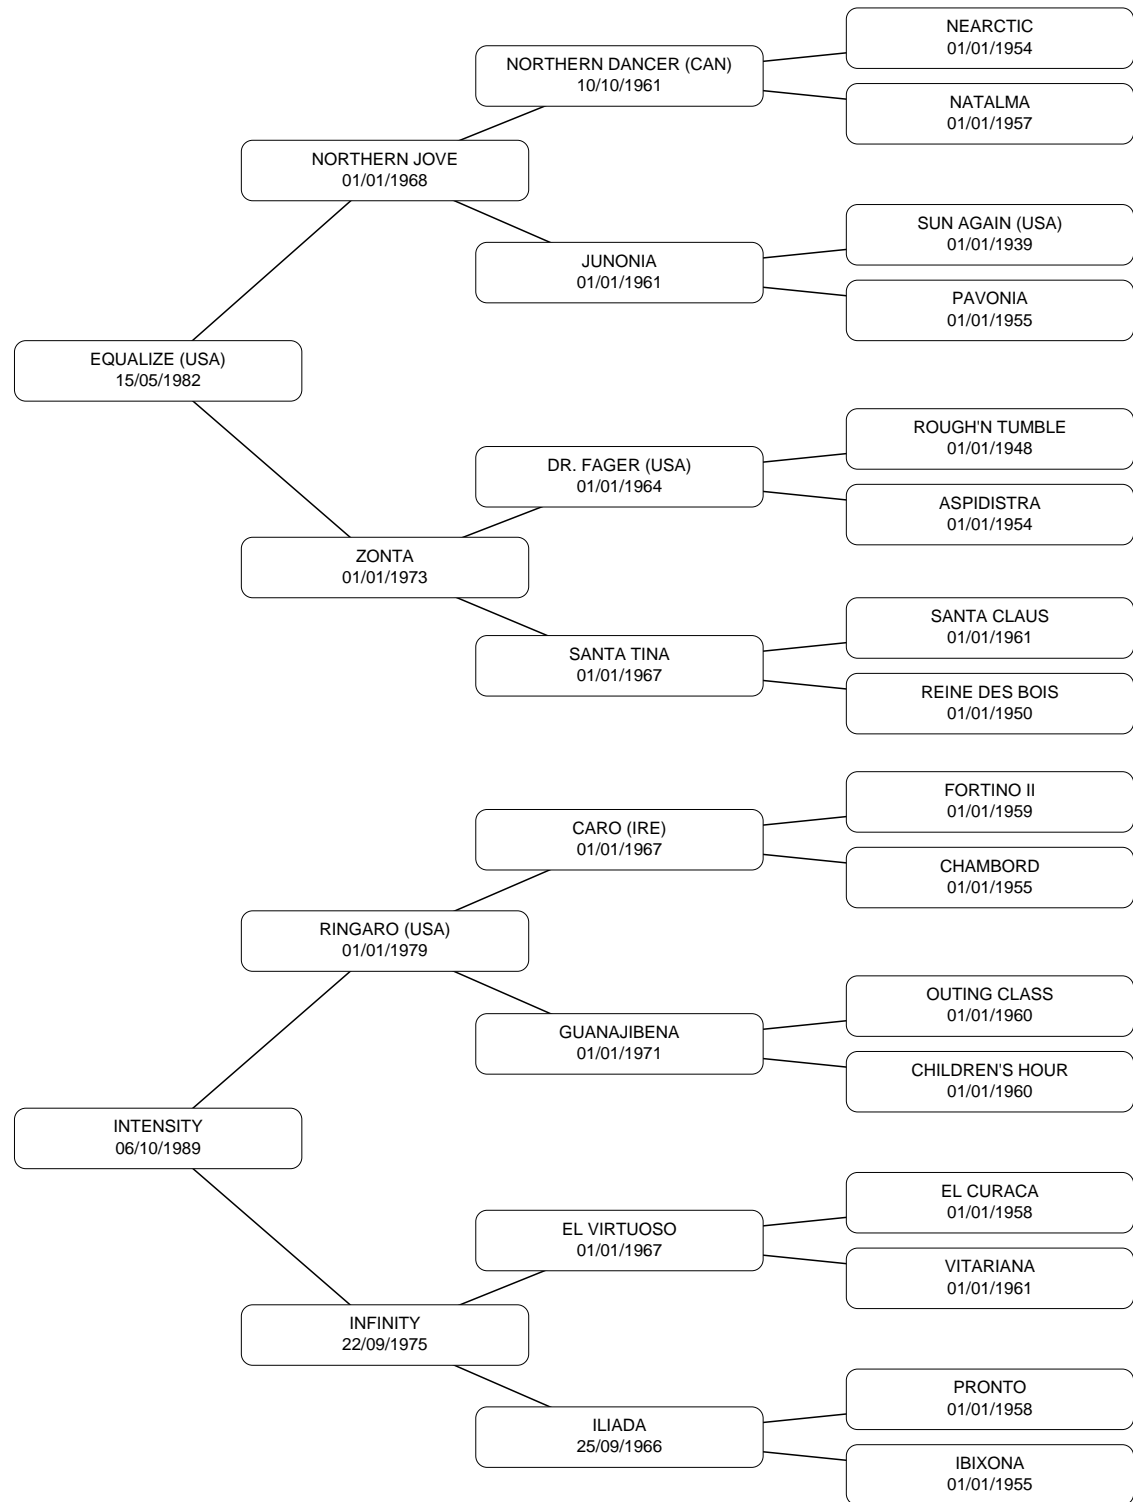 NEARCTIC
01/01/1954
NORTHERN DANCER (CAN)
10/10/1961
NATALMA
01/01/1957
NORTHERN JOVE
01/01/1968
SUN AGAIN (USA)
01/01/1939
JUNONIA
01/01/1961
PAVONIA
01/01/1955
EQUALIZE (USA)
15/05/1982
ROUGH'N TUMBLE
01/01/1948
DR. FAGER (USA)
01/01/1964
ASPIDISTRA
01/01/1954
ZONTA
01/01/1973
SANTA CLAUS
01/01/1961
SANTA TINA
01/01/1967
REINE DES BOIS
01/01/1950
FORTINO II
01/01/1959
CARO (IRE)
01/01/1967
CHAMBORD
01/01/1955
RINGARO (USA)
01/01/1979
OUTING CLASS
01/01/1960
GUANAJIBENA
01/01/1971
CHILDREN'S HOUR
01/01/1960
INTENSITY
06/10/1989
EL CURACA
01/01/1958
EL VIRTUOSO
01/01/1967
VITARIANA
01/01/1961
INFINITY
22/09/1975
PRONTO
01/01/1958
ILIADA
25/09/1966
IBIXONA
01/01/1955